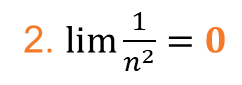 2. lim 1/n² = 0